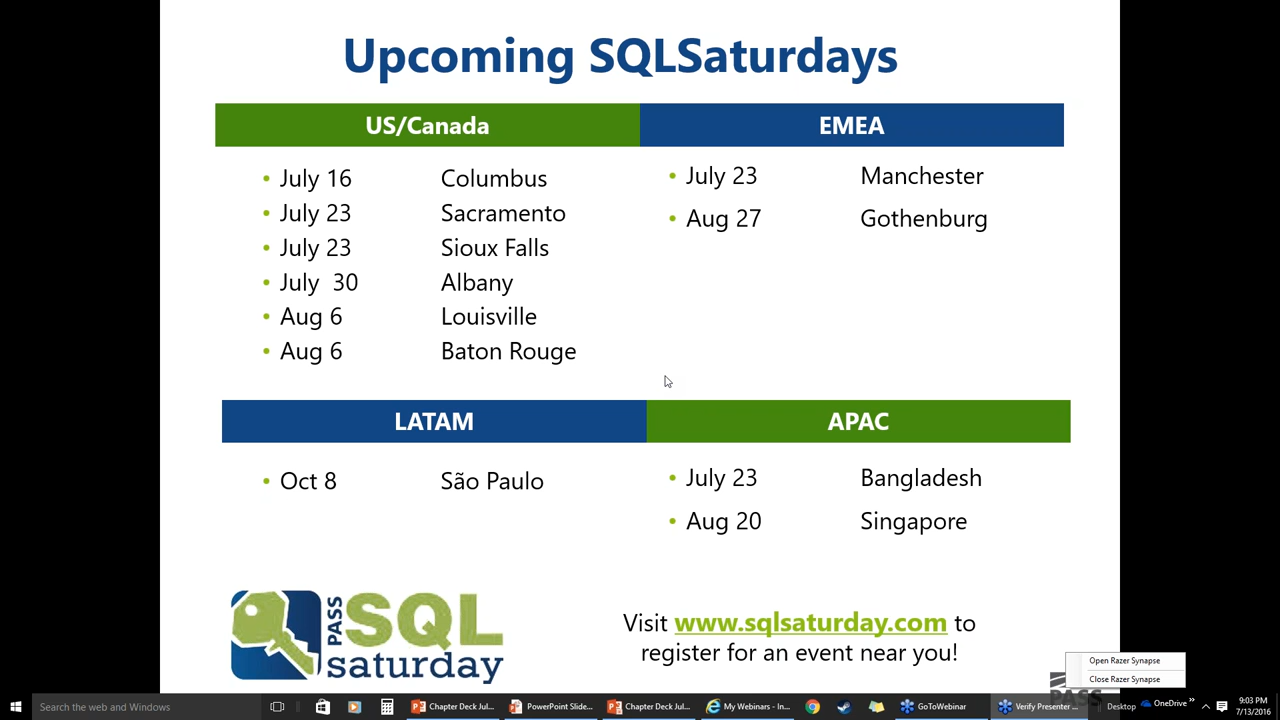 Upcoming SQLSaturdays
US/Canada
• July 16 Columbus
• July 23 Sacramento
• July 23 Sioux Falls
• July 30 Albany
• Aug 6 Louisville
• Aug 6 Baton Rouge
EMEA
• July 23 Manchester
• Aug 27 Gothenburg
LATAM
• Oct 8 São Paulo
APAC
• July 23 Bangladesh
• Aug 20 Singapore
PASS
SQL
saturday
Visit www.sqlsaturday.com to
register for an event near you!
PASS
Open Razer Synapse
Close Razer Synapse
Search the web and Windows
Chapter Deck Jul...
PowerPoint Slide...
Chapter Deck Jul...
My Webinars - In...
GoToWebinar
Verify Presenter ...
Desktop
OneDrive
9:03 PM
7/13/2016